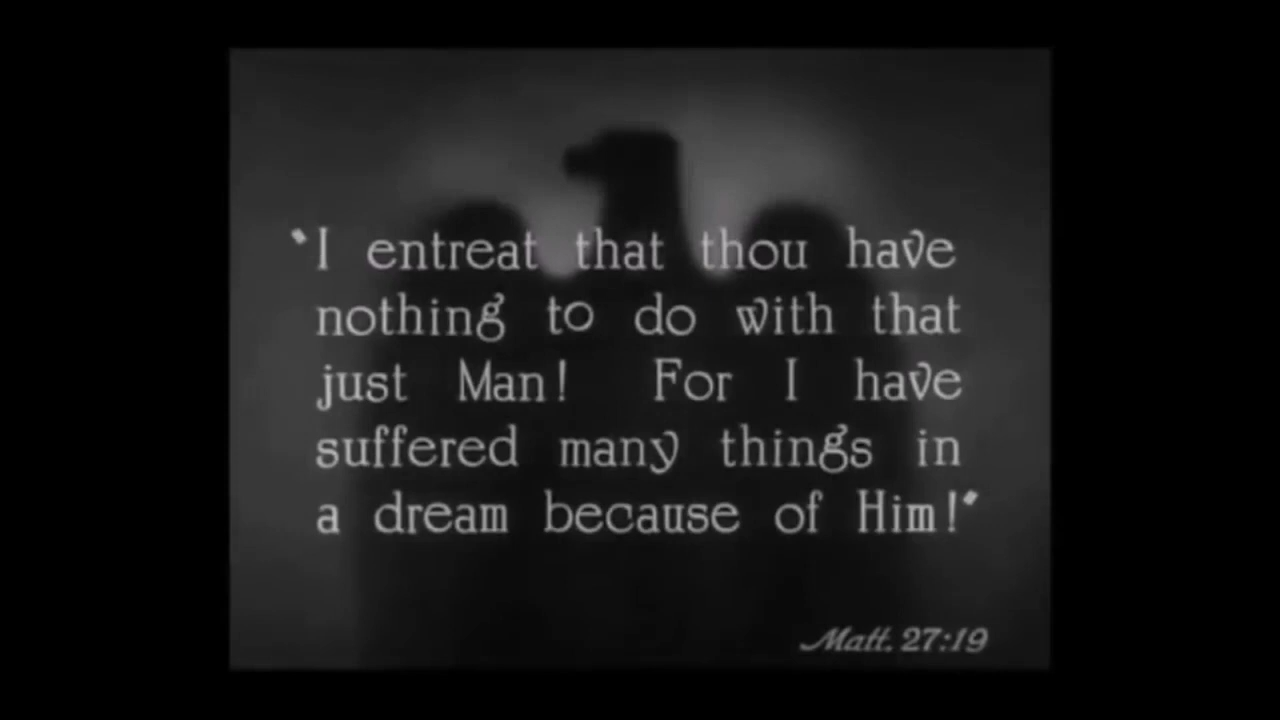 "I entreat that thou have
nothing to do with that
just Man! For I have
suffered many things in
a dream because of Him!"
Matt. 27:19